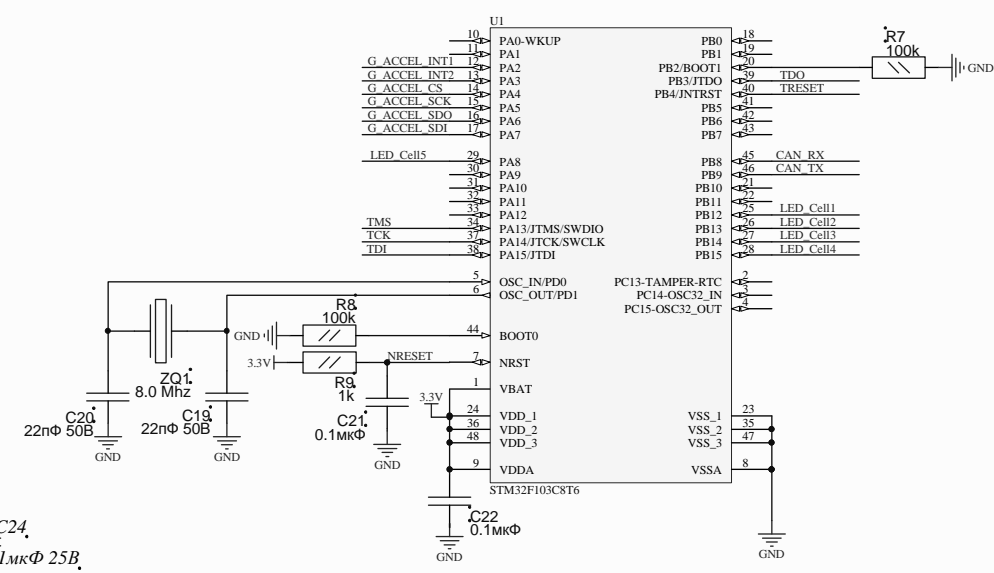 U1
10 PA0-WKUP PB0 18
11 PA1 PB1 19
G_ACCEL_INT1 12 PA2 PB2/BOOT1 20
G_ACCEL_INT2 13 PA3 PB3/JTDO 39 TDO
G_ACCEL_CS 14 PA4 PB4/JNTRST 40 TRESET
G_ACCEL_SCK 15 PA5 PB5 41
G_ACCEL_SDO 16 PA6 PB6 42
G_ACCEL_SDI 17 PA7 PB7 43
R7
100k
GND
LED_Cell5 29 PA8 PB8 45 CAN_RX
30 PA9 PB9 46 CAN_TX
31 PA10 PB10 21
32 PA11 PB11 22
33 PA12 PB12 25 LED_Cell1
TMS 34 PA13/JTMS/SWDIO PB13 26 LED_Cell2
TCK 37 PA14/JTCK/SWCLK PB14 27 LED_Cell3
TDI 38 PA15/JTDI PB15 28 LED_Cell4
5 OSC_IN/PD0 PC13-TAMPER-RTC 2
6 OSC_OUT/PD1 PC14-OSC32_IN 3
PC15-OSC32_OUT 4
R8
100k
GND
44 BOOT0
3.3V
NRESET 7 NRST
R9
1k
ZQ1
8.0 Mhz
1 VBAT
3.3V
C20
22пФ 50В
GND
C19
22пФ 50В
GND
C21
0.1мкФ
GND
24 VDD_1 VSS_1 23
36 VDD_2 VSS_2 35
48 VDD_3 VSS_3 47
9 VDDA VSSA 8
STM32F103C8T6
C22
0.1мкФ
GND
GND
C24
1мкФ 25В